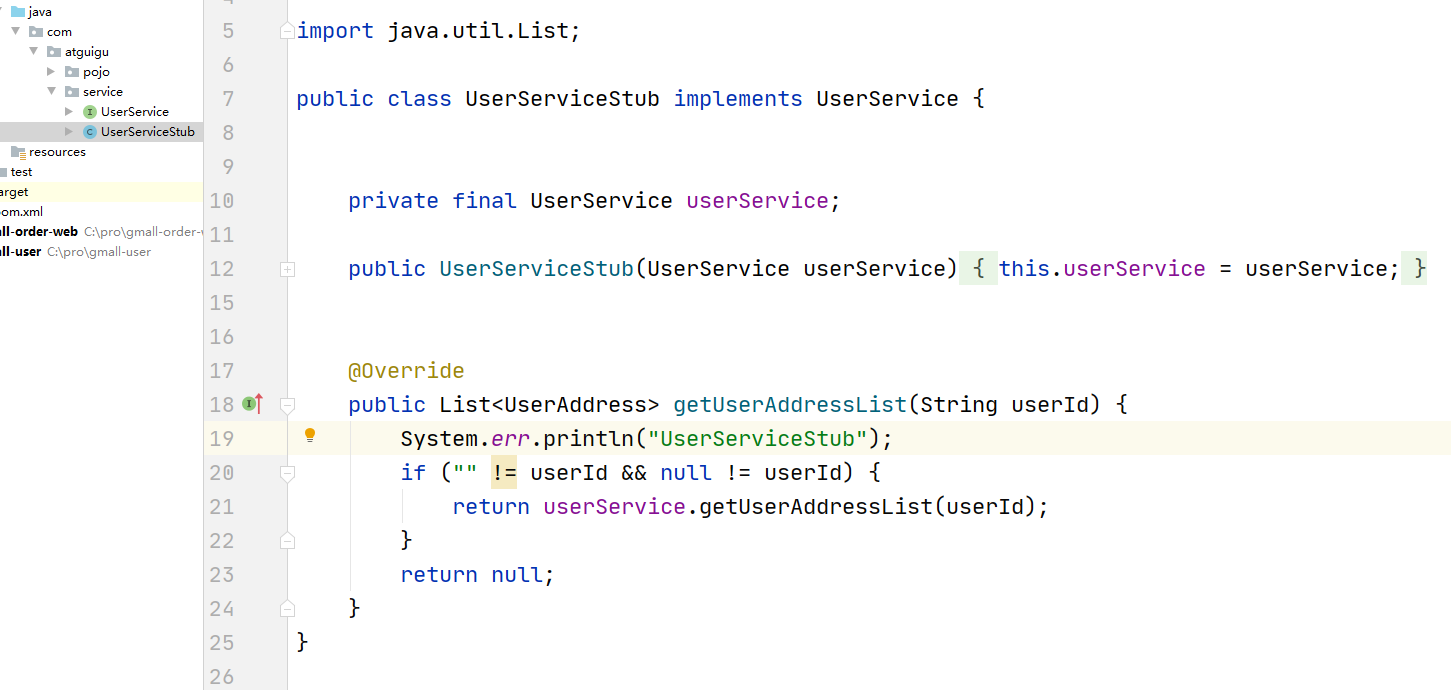 java
com
atguigu
pojo
service
UserService
UserServiceStub
resources
test
arget
om.xml
ll-order-web C:\pro\gmall-order-
ll-user C:\pro\gmall-user
5 import java.util.List;
6
7 public class UserServiceStub implements UserService {
8
9
10 private final UserService userService;
11
12 public UserServiceStub(UserService userService) { this.userService = userService; }
15
16
17 @Override
18 public List<UserAddress> getUserAddressList(String userId) {
19 System.err.println("UserServiceStub");
20 if ("" != userId && null != userId) {
21 return userService.getUserAddressList(userId);
22 }
23 return null;
24 }
25 }
26